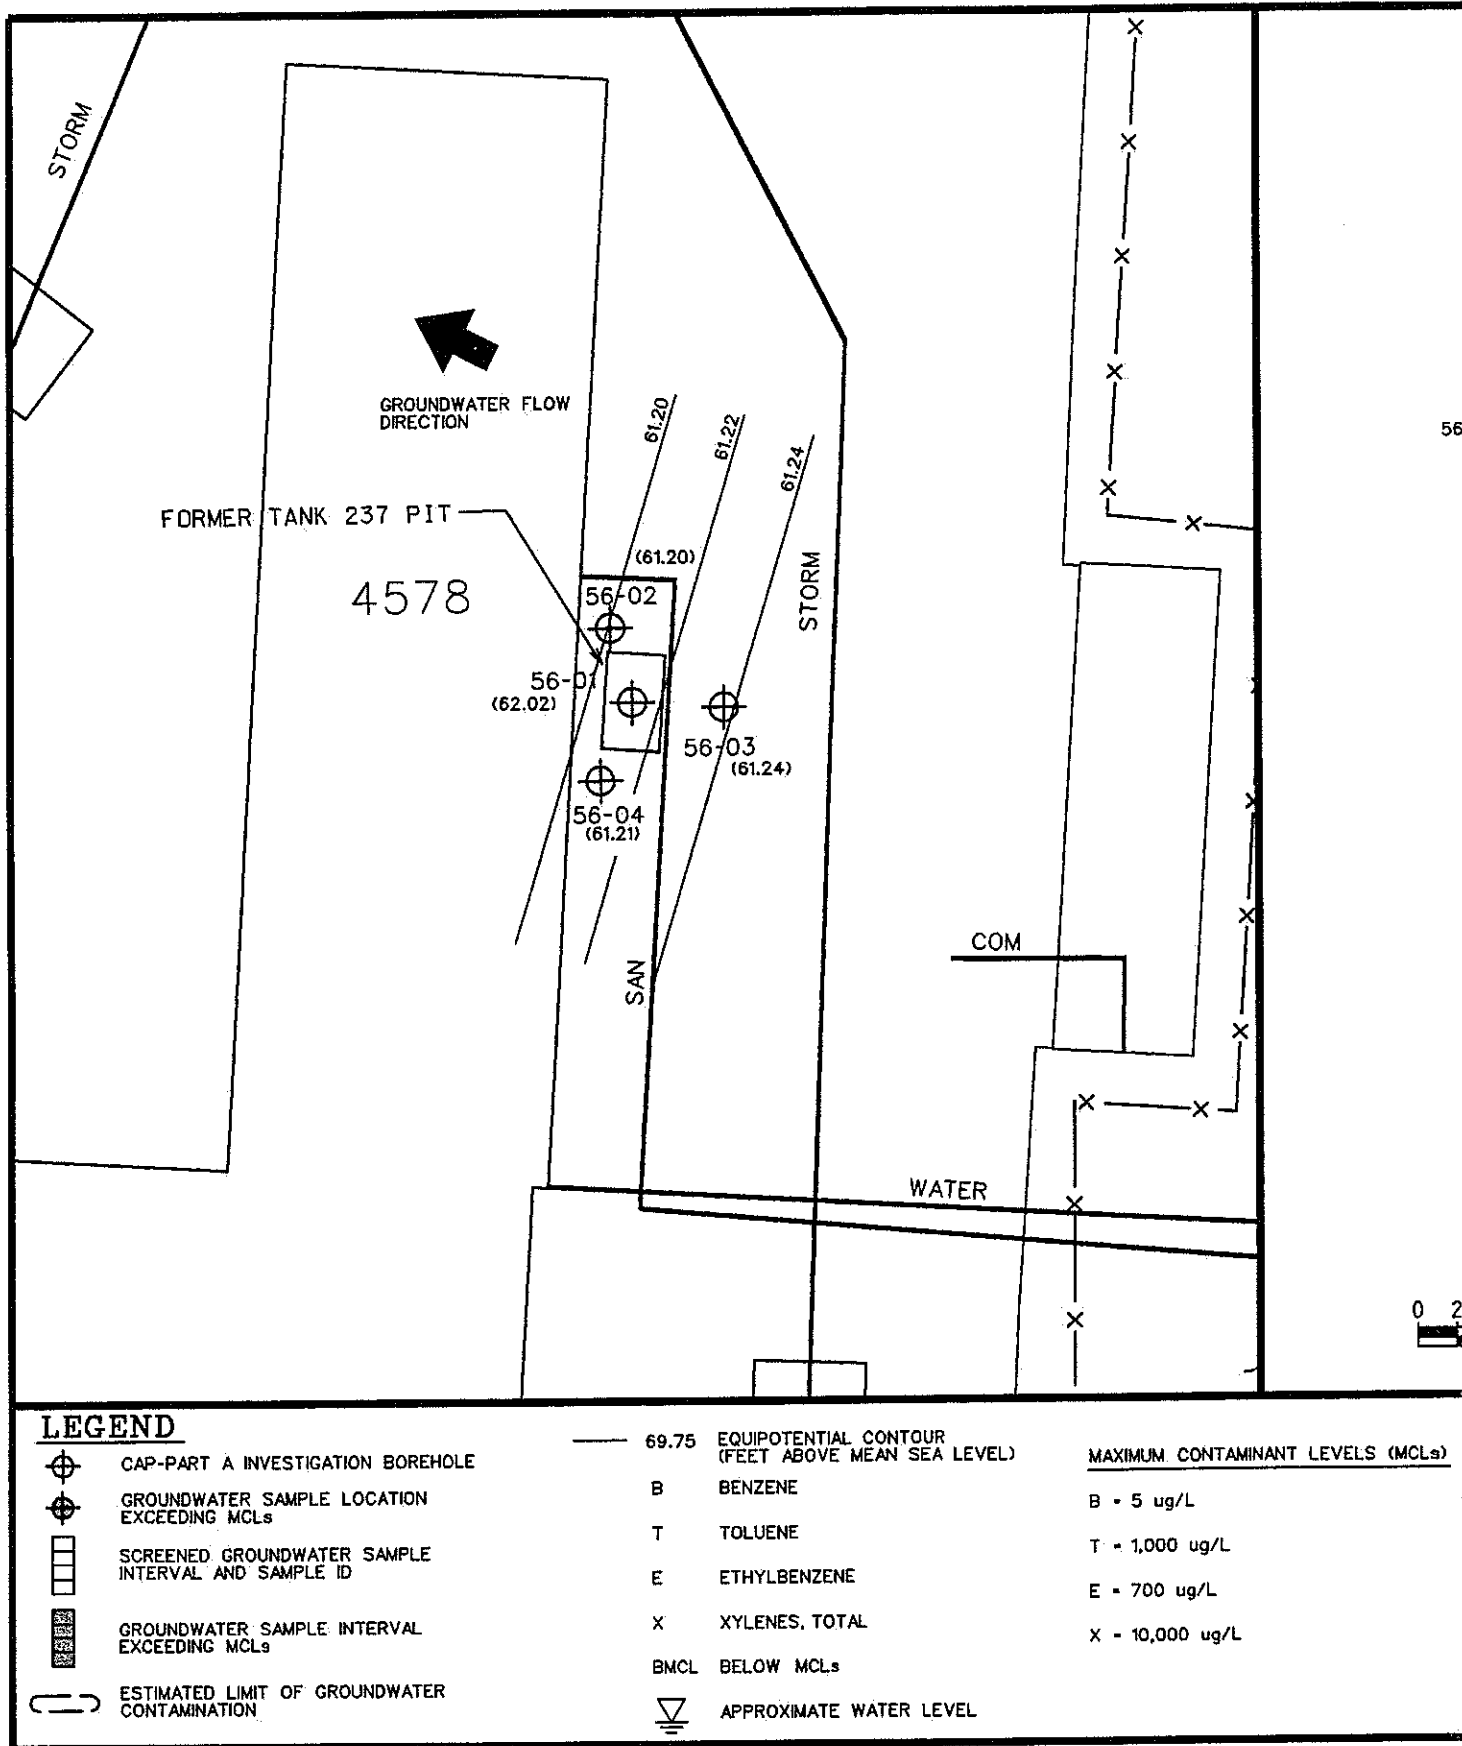 STORM
GROUNDWATER FLOW
DIRECTION
61.20
61.22
61.24
56
FORMER TANK 237 PIT
(61.20)
4578
STORM
56-02
56-01
(62.02)
56-03
(61.24)
56-04
(61.21)
COM
SAN
WATER
0 2
LEGEND
CAP-PART A INVESTIGATION BOREHOLE
GROUNDWATER SAMPLE LOCATION
EXCEEDING MCLs
SCREENED GROUNDWATER SAMPLE
INTERVAL AND SAMPLE ID
GROUNDWATER SAMPLE INTERVAL
EXCEEDING MCLs
ESTIMATED LIMIT OF GROUNDWATER
CONTAMINATION
69.75 EQUIPOTENTIAL CONTOUR
(FEET ABOVE MEAN SEA LEVEL)
B BENZENE
T TOLUENE
E ETHYLBENZENE
X XYLENES, TOTAL
BMCL BELOW MCLs
APPROXIMATE WATER LEVEL
MAXIMUM CONTAMINANT LEVELS (MCLs)
B = 5 ug/L
T = 1,000 ug/L
E = 700 ug/L
X = 10,000 ug/L